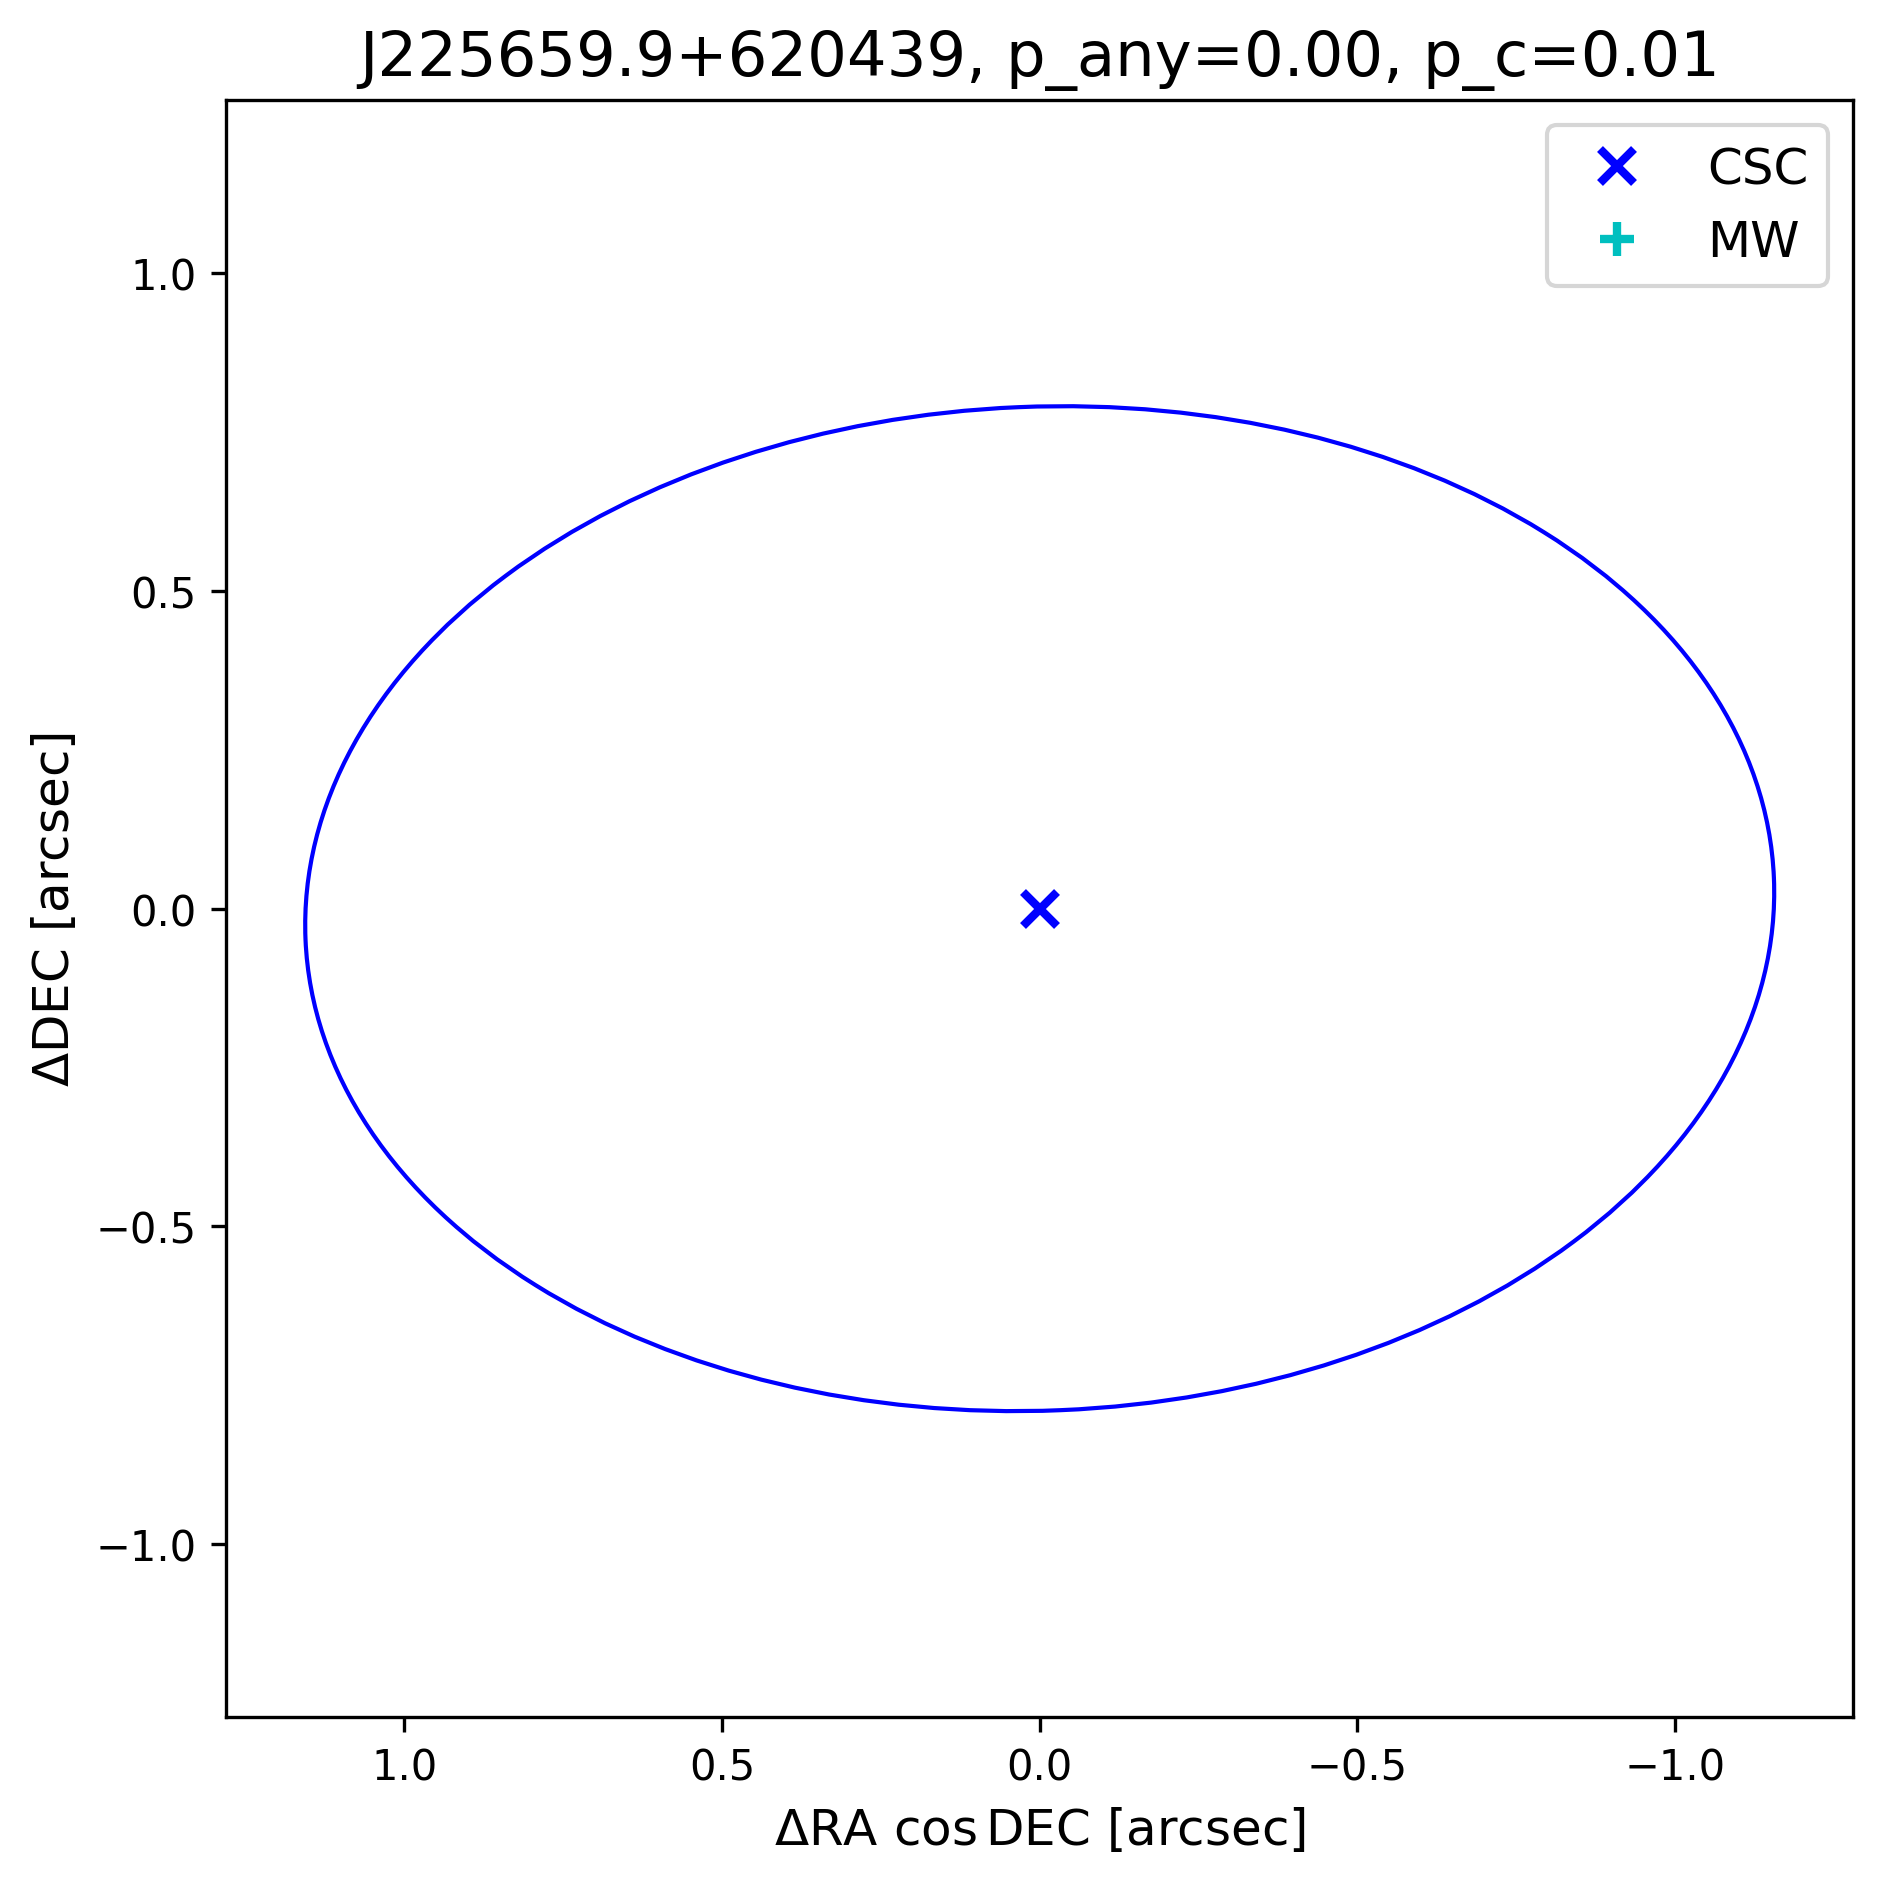 J225659.9+620439, p_any=0.00, p_c=0.01
CSC
MW
1.0
0.5
0.0
−0.5
−1.0
ΔDEC [arcsec]
1.0 0.5 0.0 −0.5 −1.0
ΔRA cos DEC [arcsec]